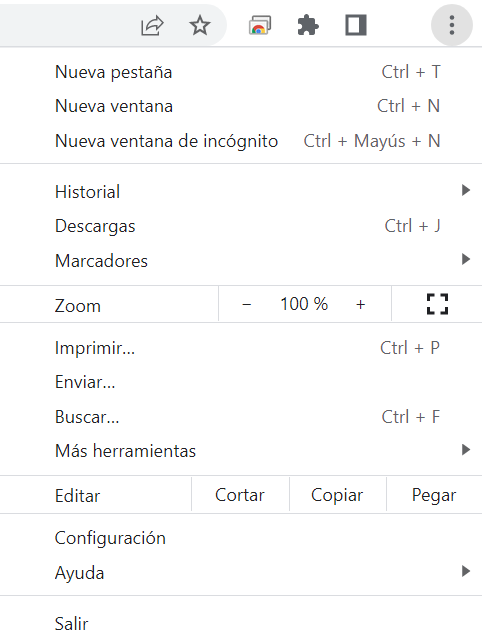 Nueva pestaña Ctrl + T
Nueva ventana Ctrl + N
Nueva ventana de incógnito Ctrl + Mayús + N
Historial
Descargas Ctrl + J
Marcadores
Zoom − 100 % +
Imprimir... Ctrl + P
Enviar...
Buscar... Ctrl + F
Más herramientas
Editar Cortar Copiar Pegar
Configuración
Ayuda
Salir